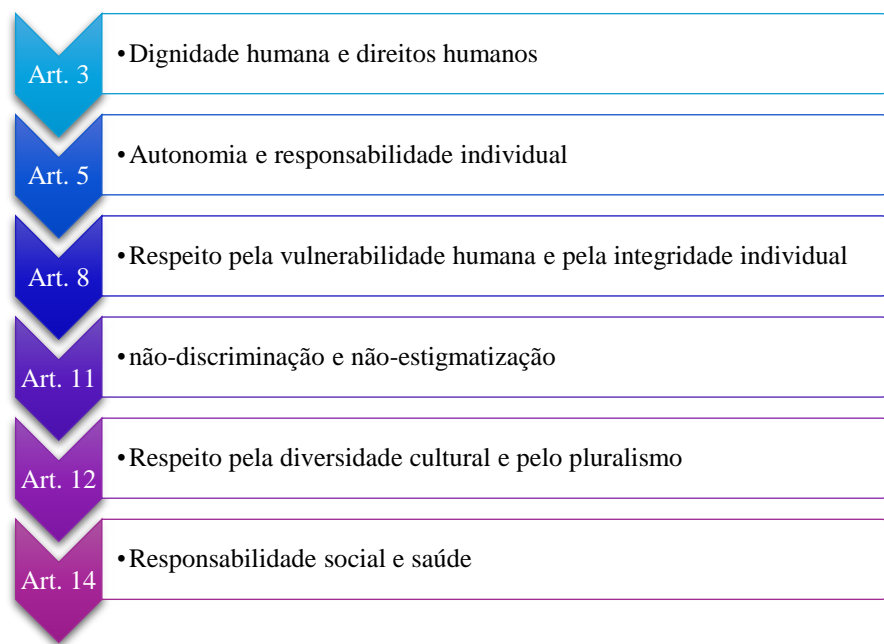 Art. 3
•Dignidade humana e direitos humanos
Art. 5
•Autonomia e responsabilidade individual
Art. 8
•Respeito pela vulnerabilidade humana e pela integridade individual
Art. 11
•não-discriminação e não-estigmatização
Art. 12
•Respeito pela diversidade cultural e pelo pluralismo
Art. 14
•Responsabilidade social e saúde